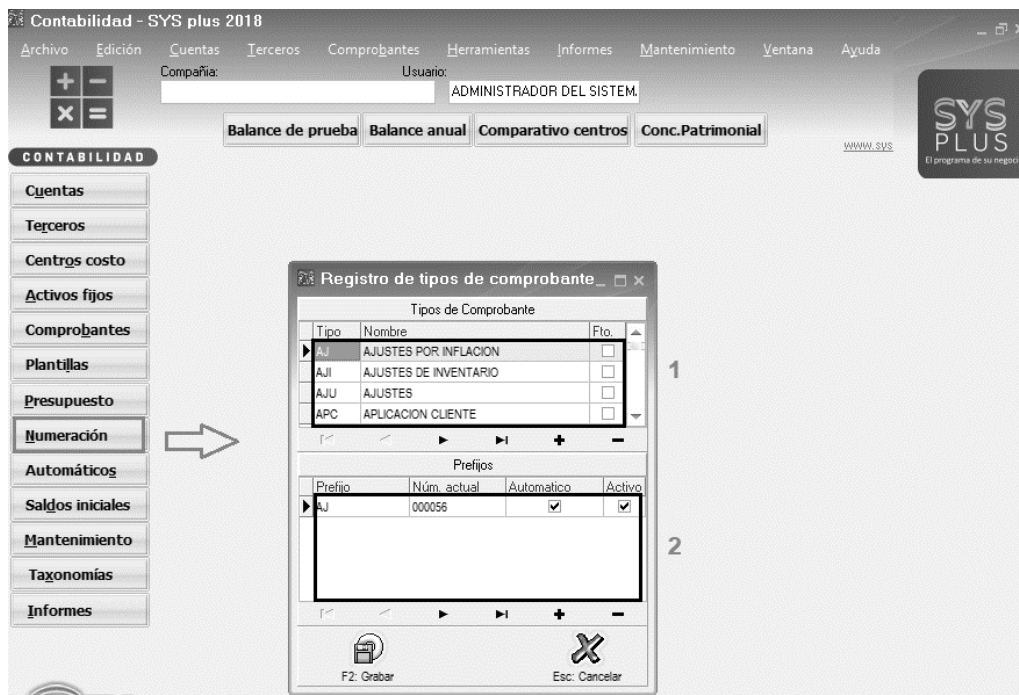 Contabilidad - SYS plus 2018
Archivo Edición Cuentas Terceros Comprobantes Herramientas Informes Mantenimiento Ventana Ayuda
Compañia: Usuario:
ADMINISTRADOR DEL SISTEM.
Balance de prueba Balance anual Comparativo centros Conc.Patrimonial
www.sys
SYS
PLUS
El programa de su negoci
CONTABILIDAD
Cuentas
Terceros
Centros costo
Activos fijos
Comprobantes
Plantillas
Presupuesto
Numeración
Automáticos
Saldos iniciales
Mantenimiento
Taxonomías
Informes
Registro de tipos de comprobante
Tipos de Comprobante
Tipo Nombre Fto.
AJ AJUSTES POR INFLACION
AJI AJUSTES DE INVENTARIO
AJU AJUSTES
APC APLICACION CLIENTE
1
Prefijos
Prefijo Núm. actual Automatico Activo
AJ 000056
2
F2: Grabar Esc: Cancelar